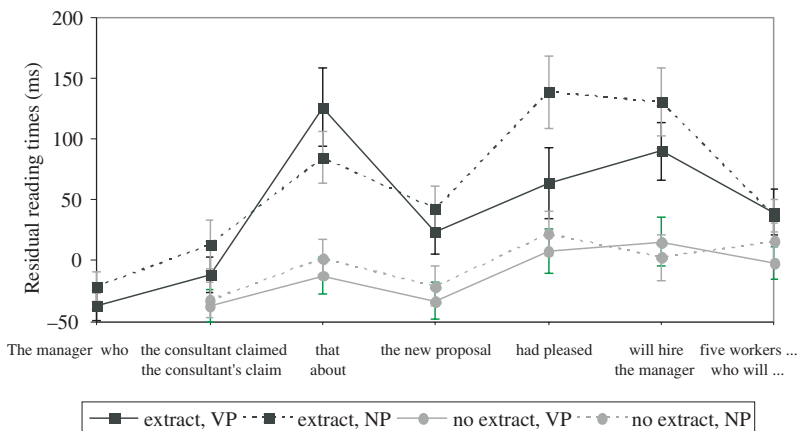 200
150
100
50
0
–50
Residual reading times (ms)
The manager who the consultant claimed that the new proposal had pleased will hire five workers ...
the consultant's claim about the manager who will ...
extract, VP extract, NP no extract, VP no extract, NP